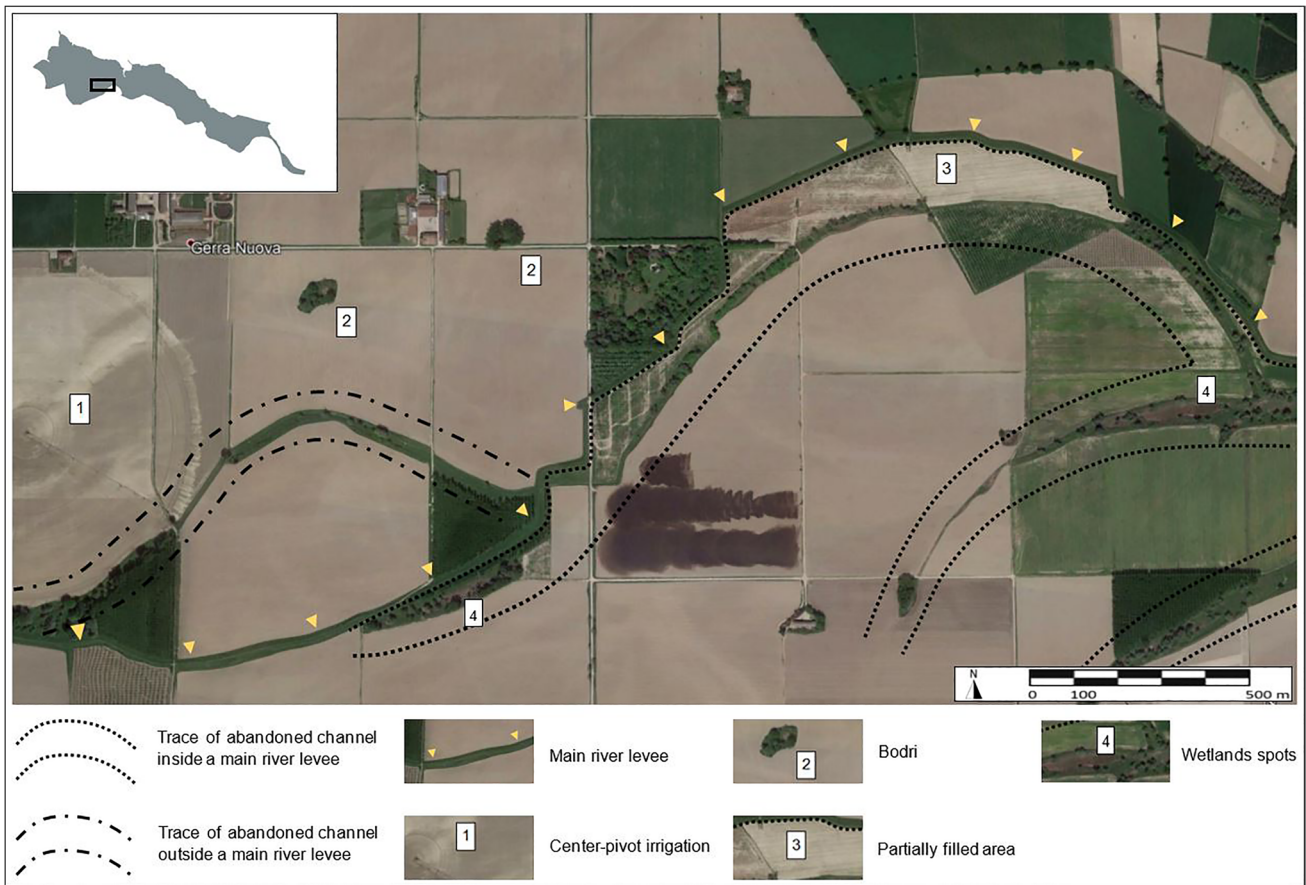 3
Gerra Nuova
2
2
1
4
4
N
0 100 500 m
Trace of abandoned channel
inside a main river levee
Main river levee
2
Bodri
4
Wetlands spots
Trace of abandoned channel
outside a main river levee
1
Center-pivot irrigation
3
Partially filled area